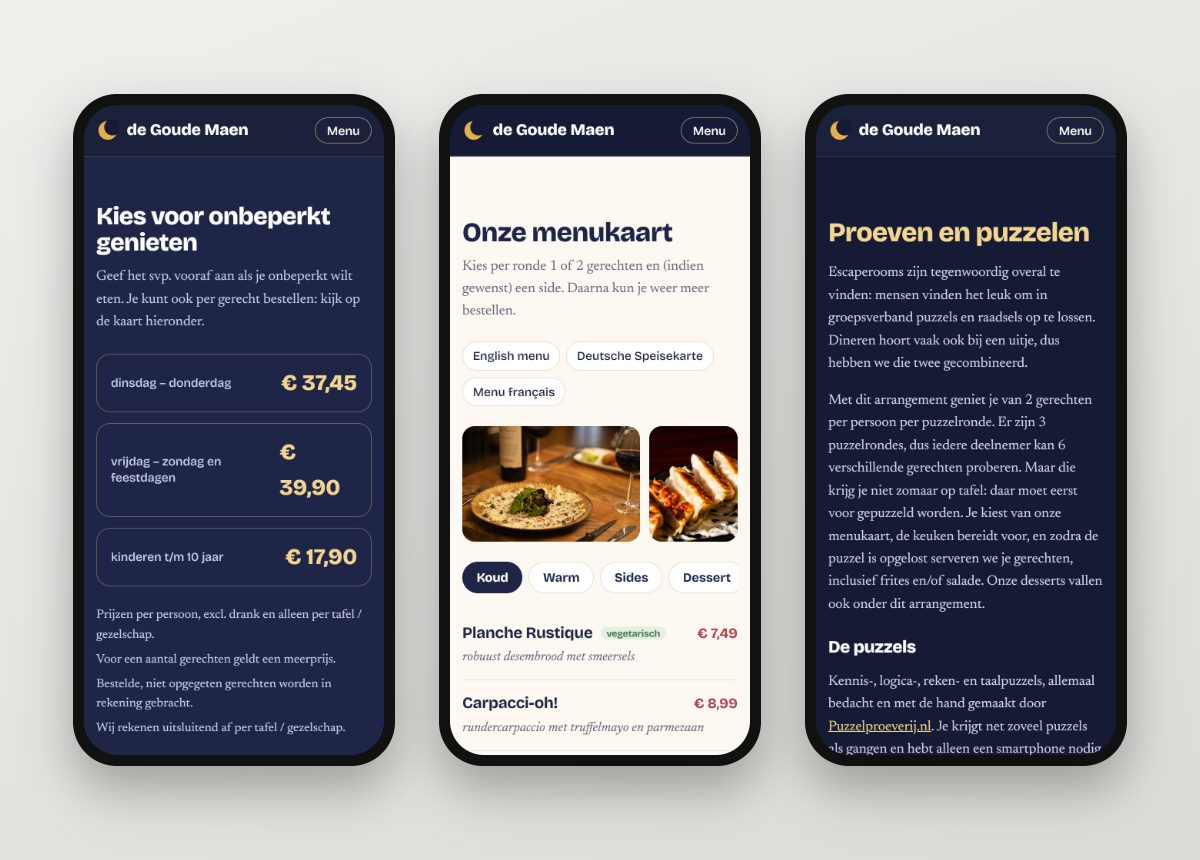 de Goude Maen
Menu
Kies voor onbeperkt
genieten
Geef het svp. vooraf aan als je onbeperkt wilt
eten. Je kunt ook per gerecht bestellen: kijk op
de kaart hieronder.
dinsdag – donderdag
€ 37,45
vrijdag – zondag en
feestdagen
€
39,90
kinderen t/m 10 jaar
€ 17,90
Prijzen per persoon, excl. drank en alleen per tafel /
gezelschap.
Voor een aantal gerechten geldt een meerprijs.
Bestelde, niet opgegeten gerechten worden in
rekening gebracht.
Wij rekenen uitsluitend af per tafel / gezelschap.
de Goude Maen
Menu
Onze menukaart
Kies per ronde 1 of 2 gerechten en (indien
gewenst) een side. Daarna kun je weer meer
bestellen.
English menu
Deutsche Speisekarte
Menu français
Koud
Warm
Sides
Dessert
Planche Rustique
vegetarisch
€ 7,49
robuust desembrood met smeersels
Carpacci-oh!
€ 8,99
rundercarpaccio met truffelmayo en parmezaan
de Goude Maen
Menu
Proeven en puzzelen
Escaperooms zijn tegenwoordig overal te
vinden: mensen vinden het leuk om in
groepsverband puzzels en raadsels op te lossen.
Dineren hoort vaak ook bij een uitje, dus
hebben we die twee gecombineerd.
Met dit arrangement geniet je van 2 gerechten
per persoon per puzzelronde. Er zijn 3
puzzelrondes, dus iedere deelnemer kan 6
verschillende gerechten proberen. Maar die
krijg je niet zomaar op tafel: daar moet eerst
voor gepuzzeld worden. Je kiest van onze
menukaart, de keuken bereidt voor, en zodra de
puzzel is opgelost serveren we je gerechten,
inclusief frites en/of salade. Onze desserts vallen
ook onder dit arrangement.
De puzzels
Kennis-, logica-, reken- en taalpuzzels, allemaal
bedacht en met de hand gemaakt door
Puzzelproeverij.nl. Je krijgt net zoveel puzzels
als gangen en hebt alleen een smartphone nodig